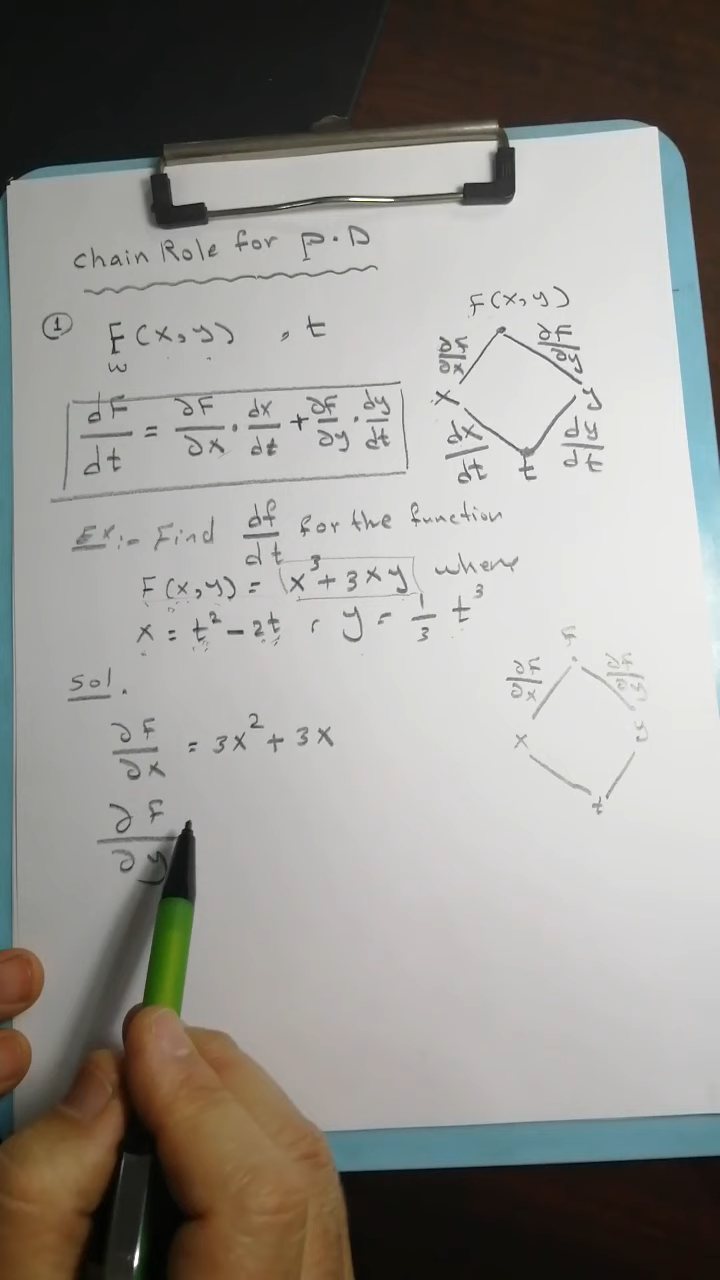 chain Role for P.D
① F(x,y) , t
w
dF/dt = ∂F/∂x · dx/dt + ∂F/∂y · dy/dt
F(x,y)
∂F/∂x ∂F/∂y
x y
dx/dt t dy/dt
Ex:- Find df/dt for the function
F(x,y) = x³ + 3xy where
x = t² - 2t , y = 1/3 t³
Sol.
F
∂F/∂x ∂F/∂y
x y
t
∂F/∂x = 3x² + 3x
∂F/∂y